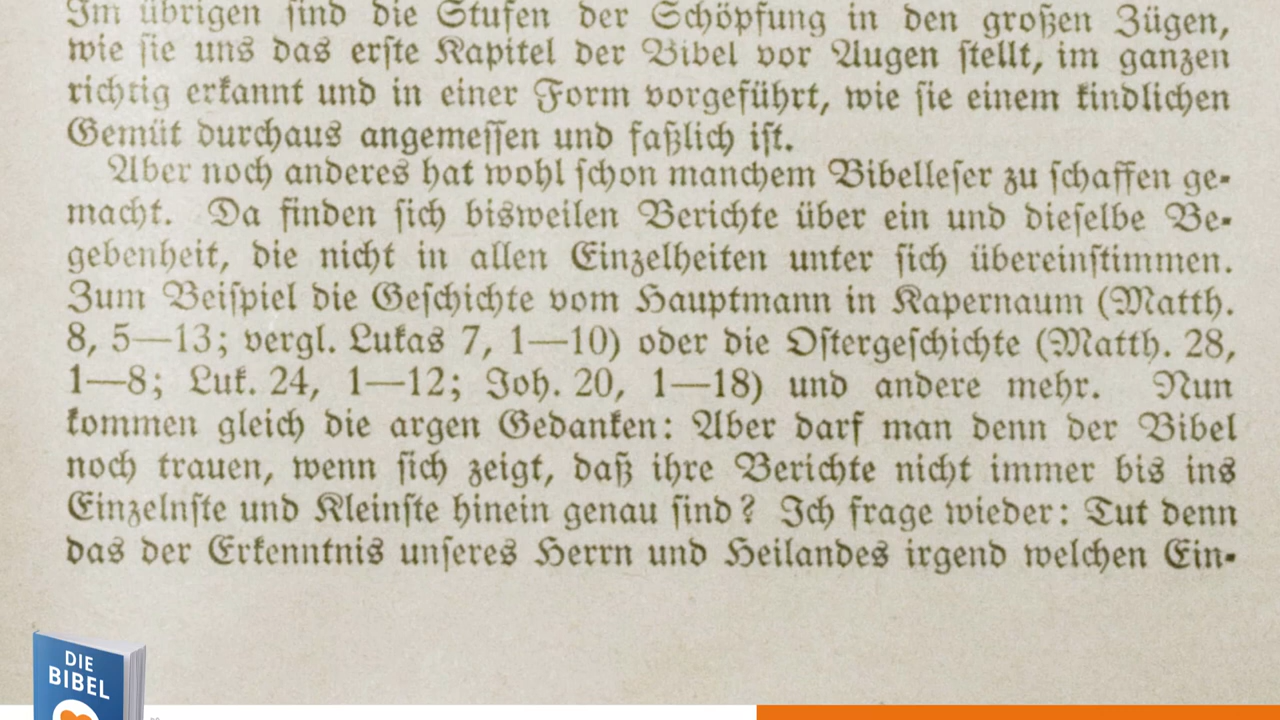 Im übrigen sind die Stufen der Schöpfung in den großen Zügen,
wie sie uns das erste Kapitel der Bibel vor Augen stellt, im ganzen
richtig erkannt und in einer Form vorgeführt, wie sie einem kindlichen
Gemüt durchaus angemessen und faßlich ist.
Aber noch anderes hat wohl schon manchem Bibelleser zu schaffen ge-
macht. Da finden sich bisweilen Berichte über ein und dieselbe Be-
gebenheit, die nicht in allen Einzelheiten unter sich übereinstimmen.
Zum Beispiel die Geschichte vom Hauptmann in Kapernaum (Matth.
8, 5—13; vergl. Lukas 7, 1—10) oder die Ostergeschichte (Matth. 28,
1—8; Luk. 24, 1—12; Joh. 20, 1—18) und andere mehr. Nun
kommen gleich die argen Gedanken: Aber darf man denn der Bibel
noch trauen, wenn sich zeigt, daß ihre Berichte nicht immer bis ins
Einzelnste und Kleinste hinein genau sind? Ich frage wieder: Tut denn
das der Erkenntnis unseres Herrn und Heilandes irgend welchen Ein-
DIE
BIBEL